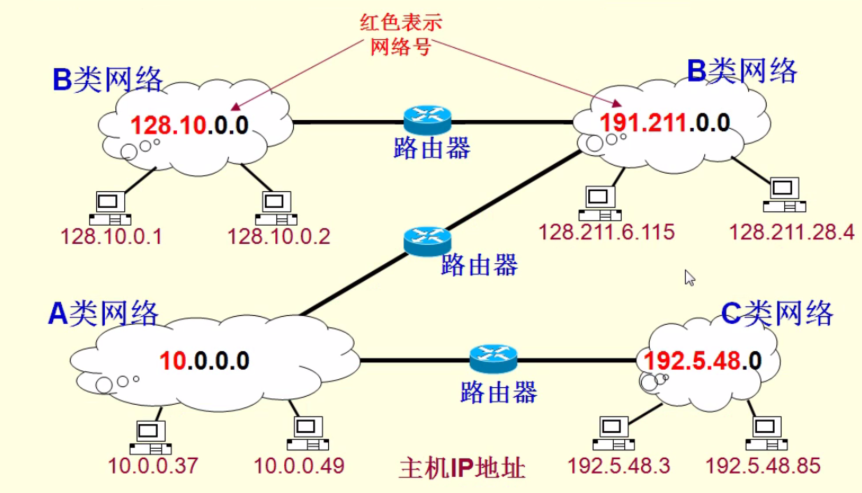 红色表示
网络号
B类网络
B类网络
128.10.0.0
191.211.0.0
路由器
128.10.0.1
128.10.0.2
128.211.6.115
128.211.28.4
路由器
A类网络
C类网络
10.0.0.0
192.5.48.0
路由器
10.0.0.37
10.0.0.49
主机IP地址
192.5.48.3
192.5.48.85